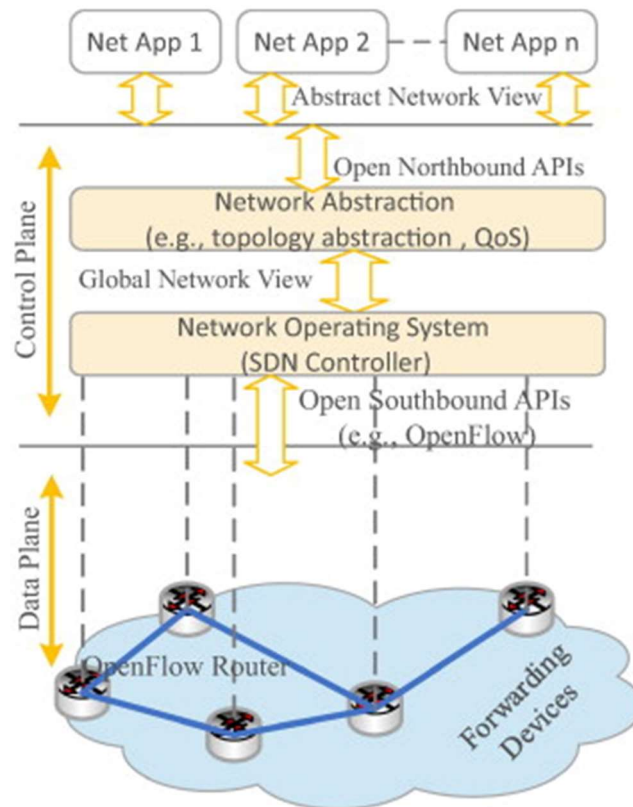 Net App 1
Net App 2
Net App n
Abstract Network View
Open Northbound APIs
Network Abstraction
(e.g., topology abstraction , QoS)
Global Network View
Network Operating System
(SDN Controller)
Open Southbound APIs
(e.g., OpenFlow)
Control Plane
Data Plane
OpenFlow Router
Forwarding
Devices